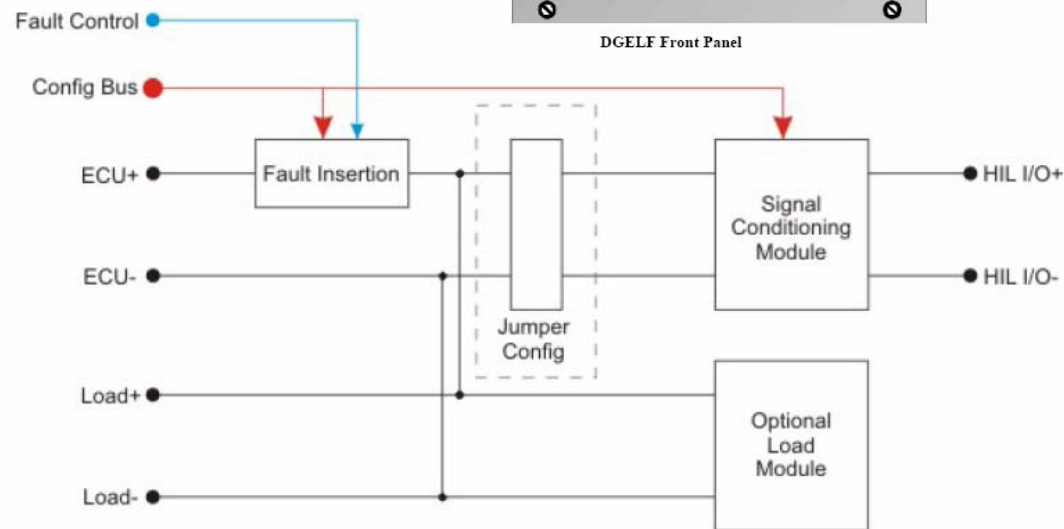 DGELF Front Panel
Fault Control
Config Bus
ECU+
Fault Insertion
HIL I/O+
Signal
Conditioning
Module
ECU-
HIL I/O-
Jumper
Config
Load+
Optional
Load
Module
Load-